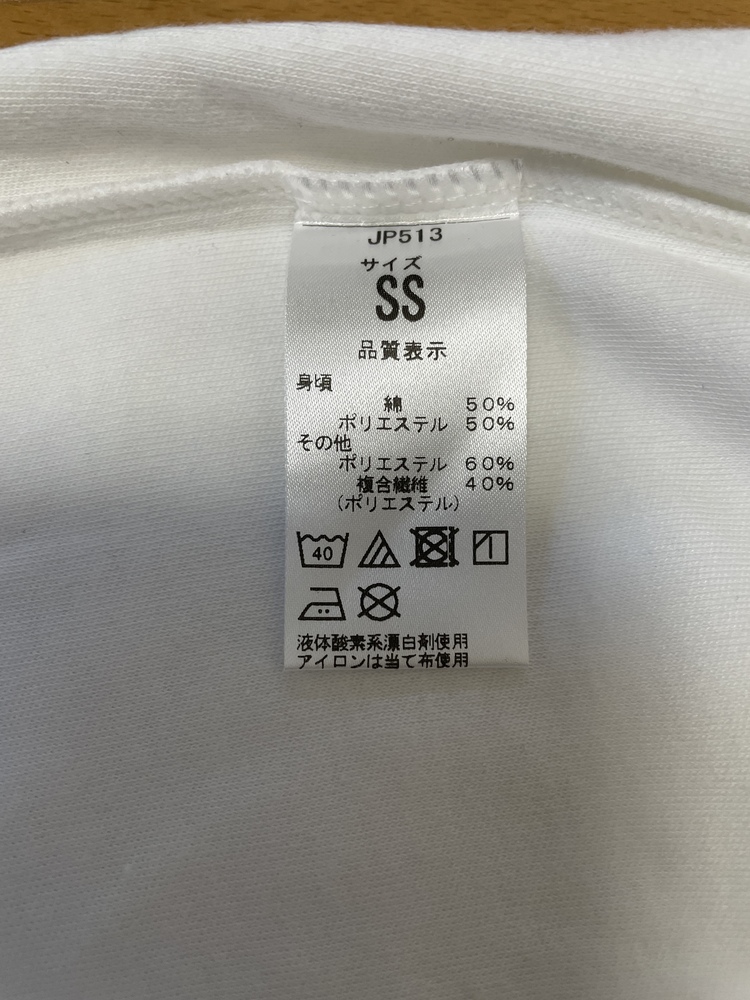 JP513
サイズ
SS
品質表示
身頃
綿 50%
ポリエステル 50%
その他
ポリエステル 60%
複合繊維 40%
(ポリエステル)
40
液体酸素系漂白剤使用
アイロンは当て布使用